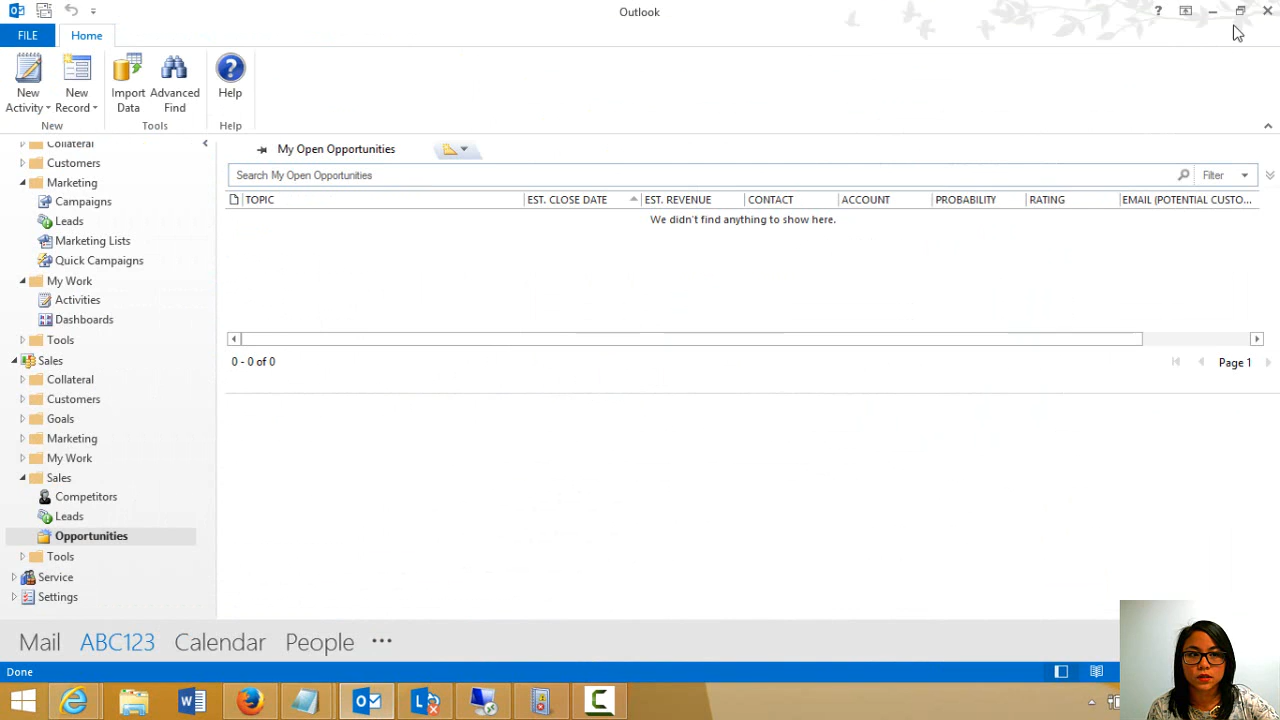 Outlook
?
FILE
Home
New
Activity
New
Record
Import
Data
Advanced
Find
Help
New
Tools
Help
Collateral
Customers
Marketing
Campaigns
Leads
Marketing Lists
Quick Campaigns
My Work
Activities
Dashboards
Tools
Sales
Collateral
Customers
Goals
Marketing
My Work
Sales
Competitors
Leads
Opportunities
Tools
Service
Settings
My Open Opportunities
Search My Open Opportunities
Filter
TOPIC EST. CLOSE DATE EST. REVENUE CONTACT ACCOUNT PROBABILITY RATING EMAIL (POTENTIAL CUSTO...
We didn't find anything to show here.
0 - 0 of 0
Page 1
Mail ABC123 Calendar People •••
Done